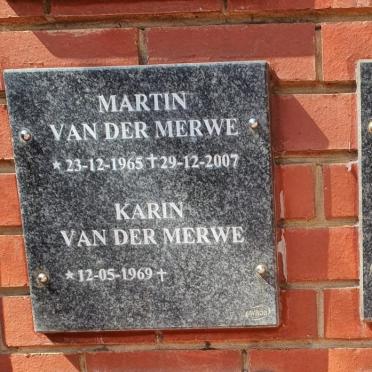 MARTIN
VAN DER MERWE
★ 23-12-1965 ✝ 29-12-2007
KARIN
VAN DER MERWE
★ 12-05-1969 ✝